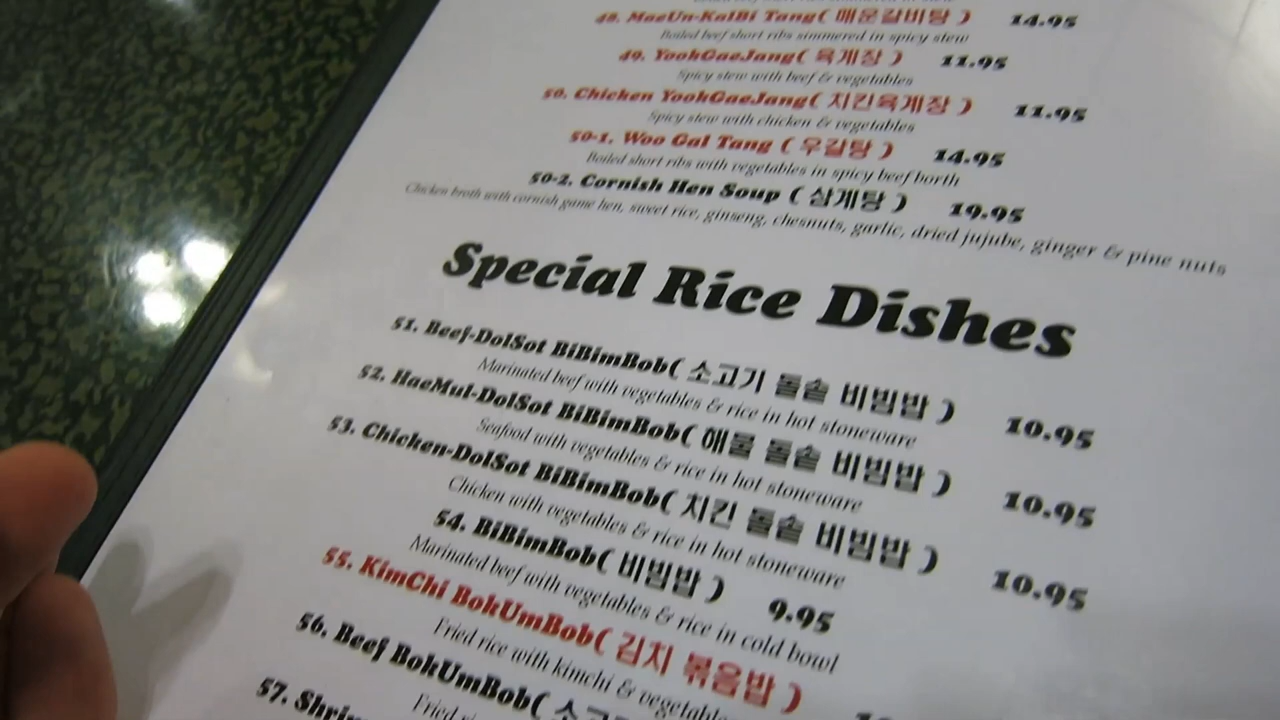 48. MaeUn-KalBi Tang( 매운갈비탕 ) 14.95
Boiled beef short ribs simmered in spicy stew
49. YookGaeJang( 육게장 ) 11.95
Spicy stew with beef & vegetables
50. Chicken YookGaeJang( 치킨육게장 ) 11.95
Spicy stew with chicken & vegetables
50-1. Woo Gal Tang ( 우갈탕 ) 14.95
Boiled short ribs with vegetables in spicy beef borth
50-2. Cornish Hen Soup ( 삼게탕 ) 19.95
Chicken broth with cornish game hen, sweet rice, ginseng, chesnuts, garlic, dried jujube, ginger & pine nuts
Special Rice Dishes
51. Beef-DolSot BiBimBob( 소고기 돌솥 비빔밥 ) 10.95
Marinated beef with vegetables & rice in hot stoneware
52. HaeMul-DolSot BiBimBob( 해물 돌솥 비빔밥 ) 10.95
Seafood with vegetables & rice in hot stoneware
53. Chicken-DolSot BiBimBob( 치킨 돌솥 비빔밥 ) 10.95
Chicken with vegetables & rice in hot stoneware
54. BiBimBob( 비빔밥 ) 9.95
Marinated beef with vegetables & rice in cold bowl
55. KimChi BokUmBob( 김치 볶음밥 )
Fried rice with kimchi & vegetables
56. Beef BokUmBob( 소고
Fried
57. Shri